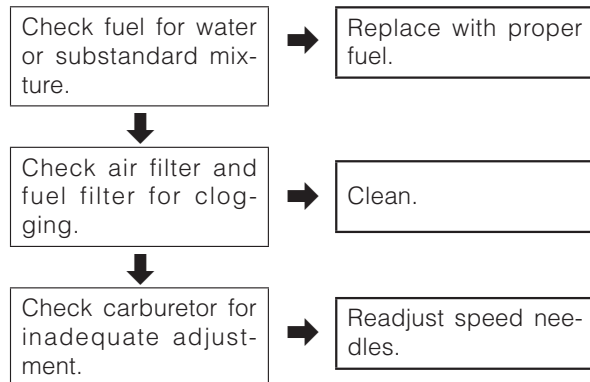 Check fuel for water
or substandard mix-
ture.
Replace with proper
fuel.
Check air filter and
fuel filter for clog-
ging.
Clean.
Check carburetor for
inadequate adjust-
ment.
Readjust speed nee-
dles.